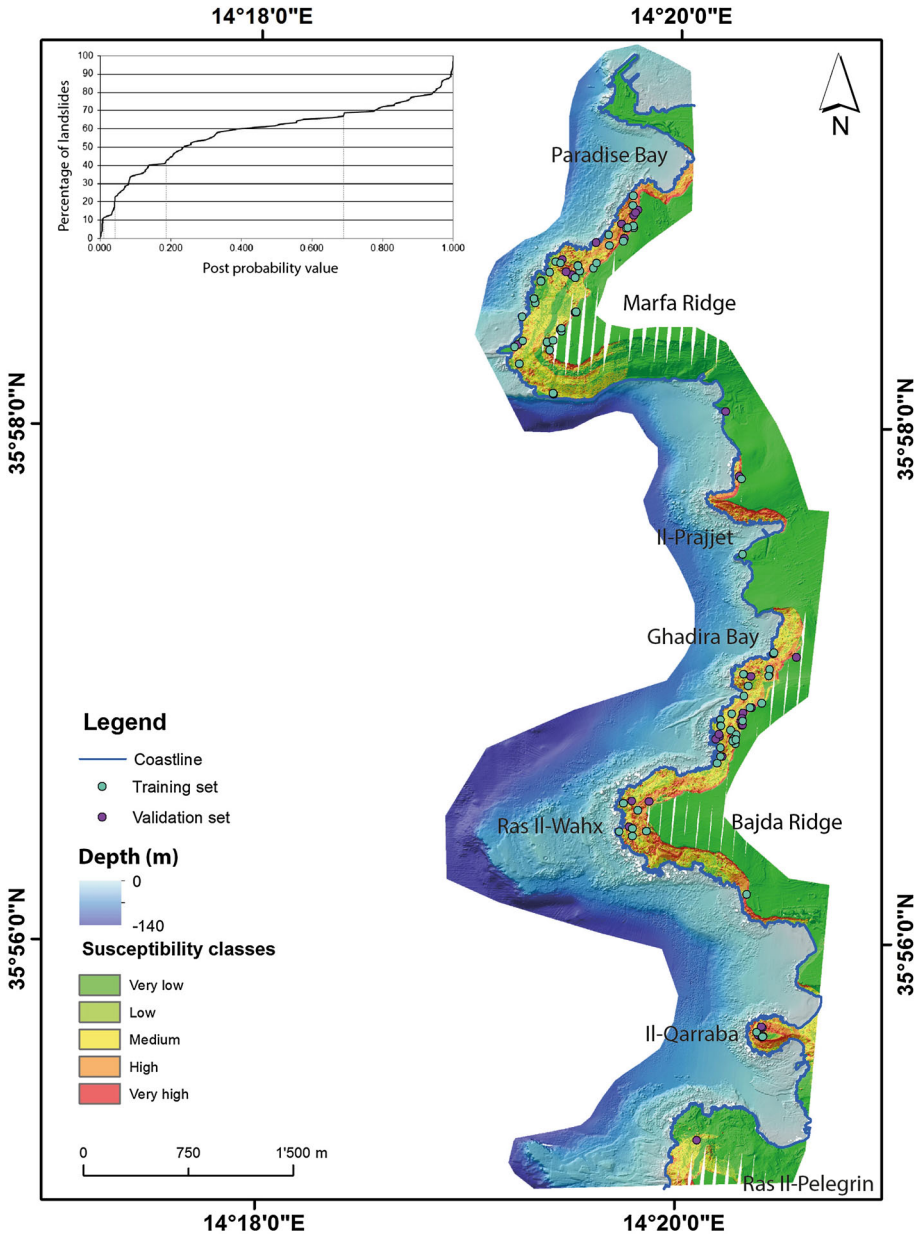 14°18'0"E
14°20'0"E
100
90
80
70
60
50
40
30
20
10
0
Percentage of landslides
0.000
0.200
0.400
0.600
0.800
1.000
Post probability value
N
Paradise Bay
Marfa Ridge
35°58'0"N
35°58'0"N
Il-Prajjet
Ghadira Bay
Legend
Coastline
Training set
Validation set
Ras Il-Wahx
Bajda Ridge
Depth (m)
0
-140
35°56'0"N
35°56'0"N
Susceptibility classes
Very low
Low
Medium
High
Very high
Il-Qarraba
0
750
1500 m
Ras Il-Pelegrin
14°18'0"E
14°20'0"E